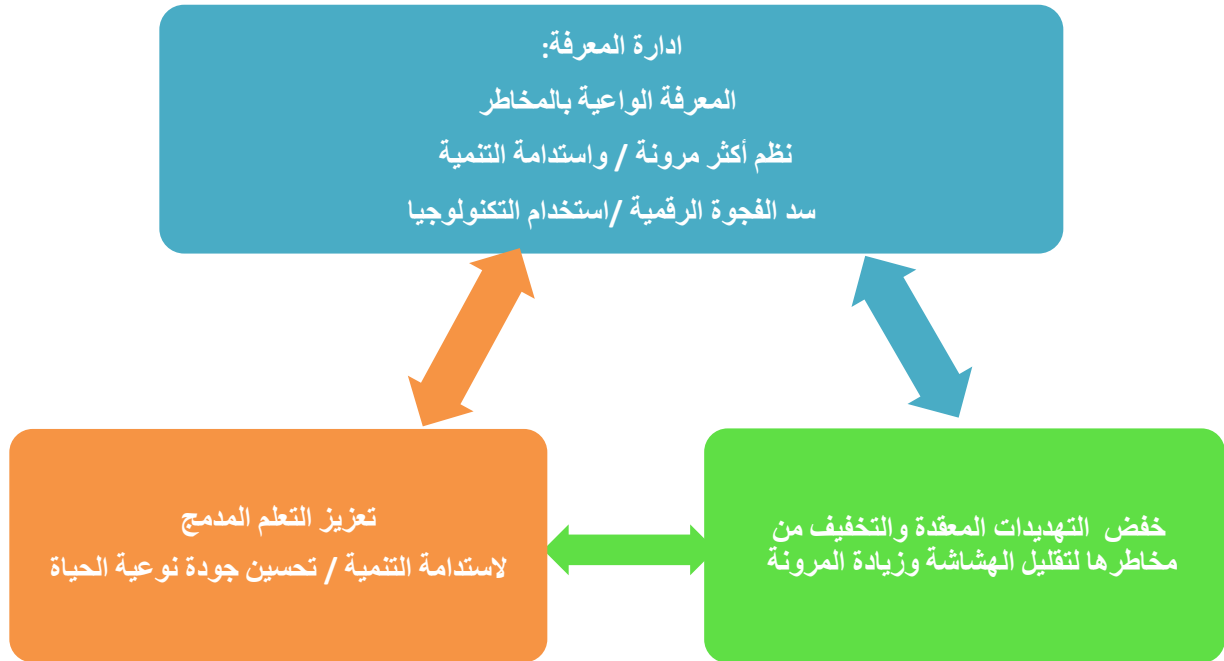 ادارة المعرفة:
المعرفة الواعية بالمخاطر
نظم أكثر مرونة / واستدامة التنمية
سد الفجوة الرقمية /استخدام التكنولوجيا
خفض التهديدات المعقدة والتخفيف من
مخاطرها لتقليل الهشاشة وزيادة المرونة
تعزيز التعلم المدمج
لاستدامة التنمية / تحسين جودة نوعية الحياة